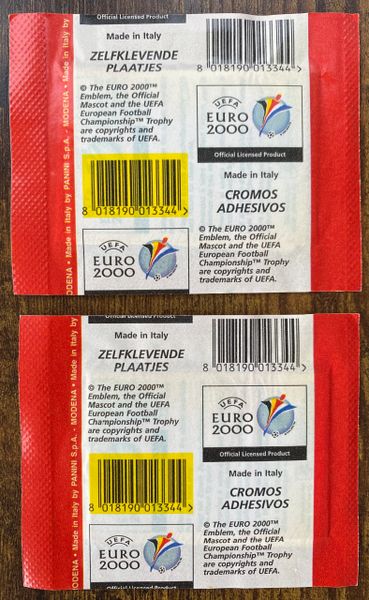 Official Licensed Product
Made in Italy
ZELFKLEVENDE
PLAATJES
© The EURO 2000™
Emblem, the Official
Mascot and the UEFA
European Football
Championship™ Trophy
are copyrights and
trademarks of UEFA.
8 018190 013344 >
UEFA
EURO
2000
8 018190 013344 >
UEFA
EURO
2000
Official Licensed Product
Made in Italy
CROMOS
ADHESIVOS
© The EURO 2000™
Emblem, the Official
Mascot and the UEFA
European Football
Championship™ Trophy
are copyrights and
trademarks of UEFA.
MODENA • Made in Italy by PANINI S.p.A. - MODENA • Made in Italy by
Made in Italy
ZELFKLEVENDE
PLAATJES
© The EURO 2000™
Emblem, the Official
Mascot and the UEFA
European Football
Championship™ Trophy
are copyrights and
trademarks of UEFA.
8 018190 013344 >
UEFA
EURO
2000
8 018190 013344 >
UEFA
EURO
2000
Official Licensed Product
Made in Italy
CROMOS
ADHESIVOS
© The EURO 2000™
Emblem, the Official
Mascot and the UEFA
European Football
Championship™ Trophy
are copyrights and
trademarks of UEFA.
ODENA • Made in Italy by PANINI S.p.A. - MODENA • Made in Italy by